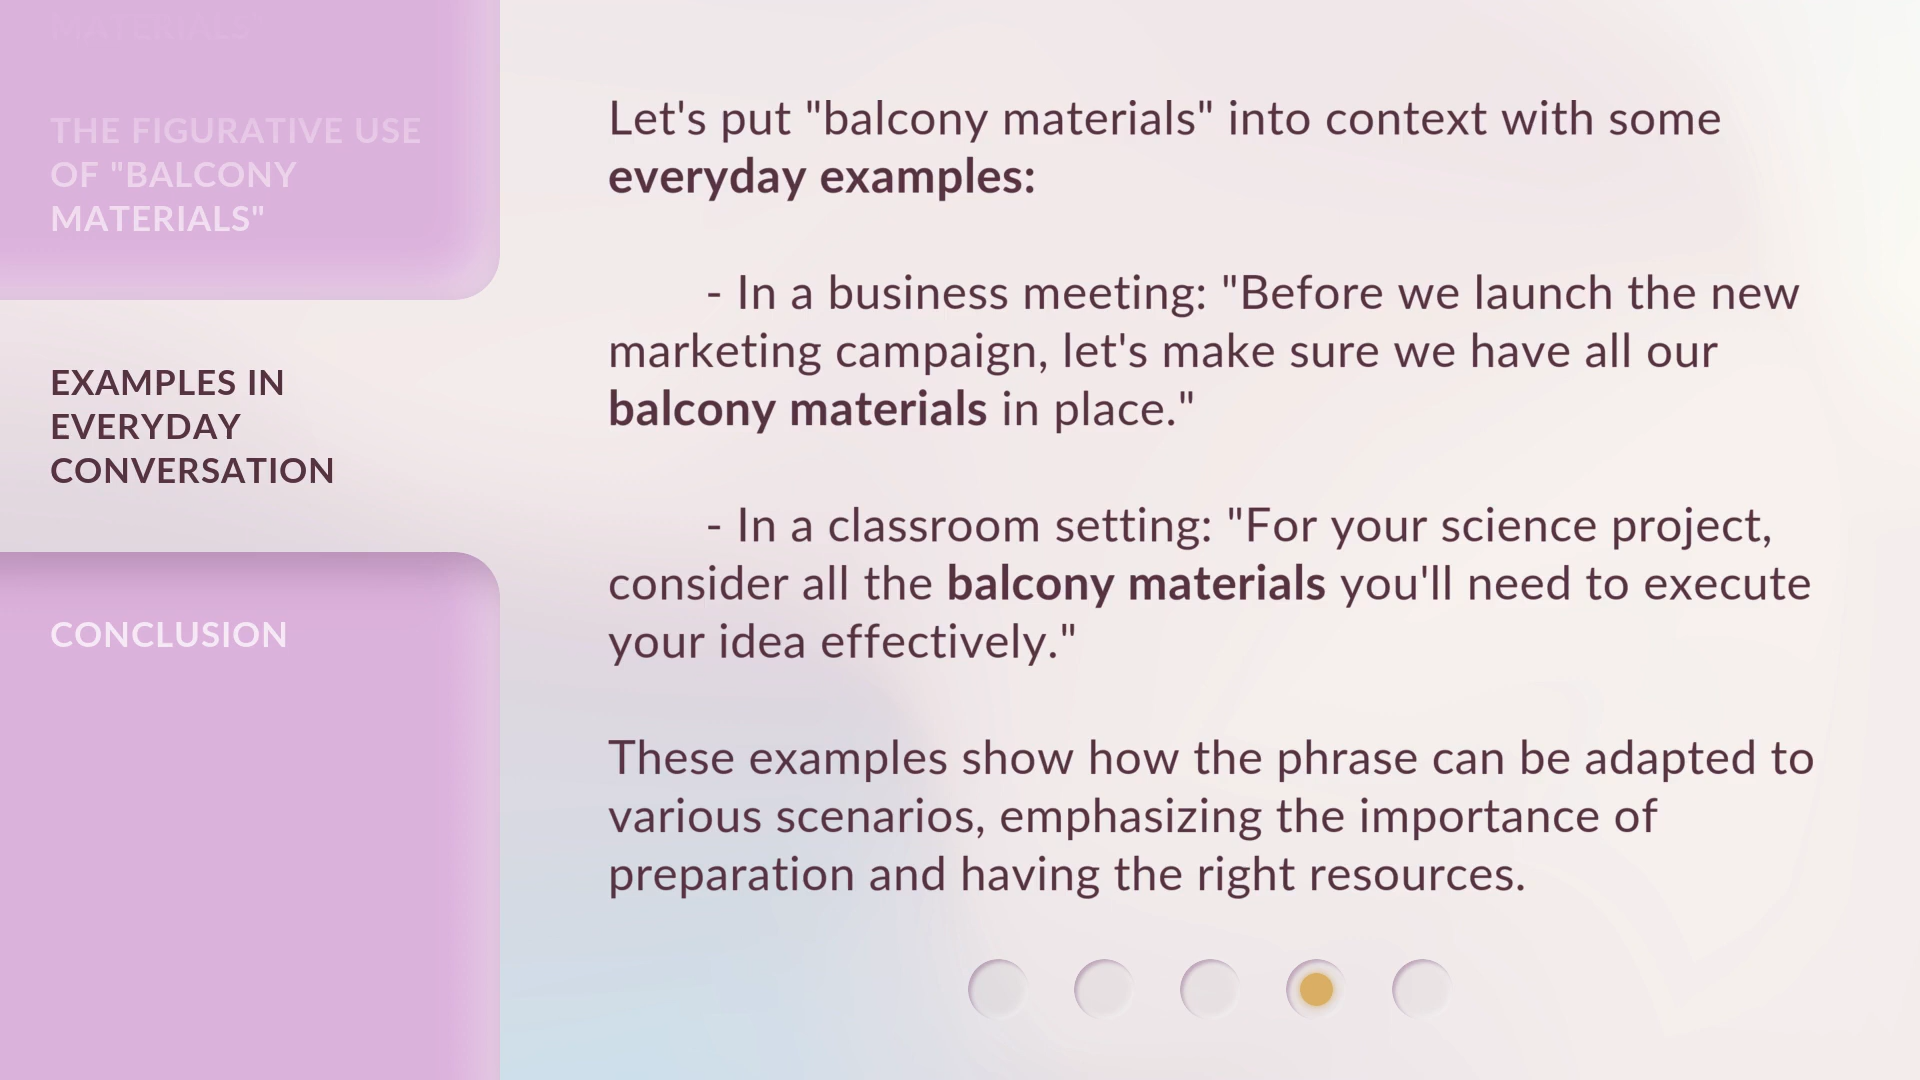 MATERIALS"
THE FIGURATIVE USE
OF "BALCONY
MATERIALS"
EXAMPLES IN
EVERYDAY
CONVERSATION
CONCLUSION
Let's put "balcony materials" into context with some
everyday examples:
- In a business meeting: "Before we launch the new
marketing campaign, let's make sure we have all our
balcony materials in place."
- In a classroom setting: "For your science project,
consider all the balcony materials you'll need to execute
your idea effectively."
These examples show how the phrase can be adapted to
various scenarios, emphasizing the importance of
preparation and having the right resources.